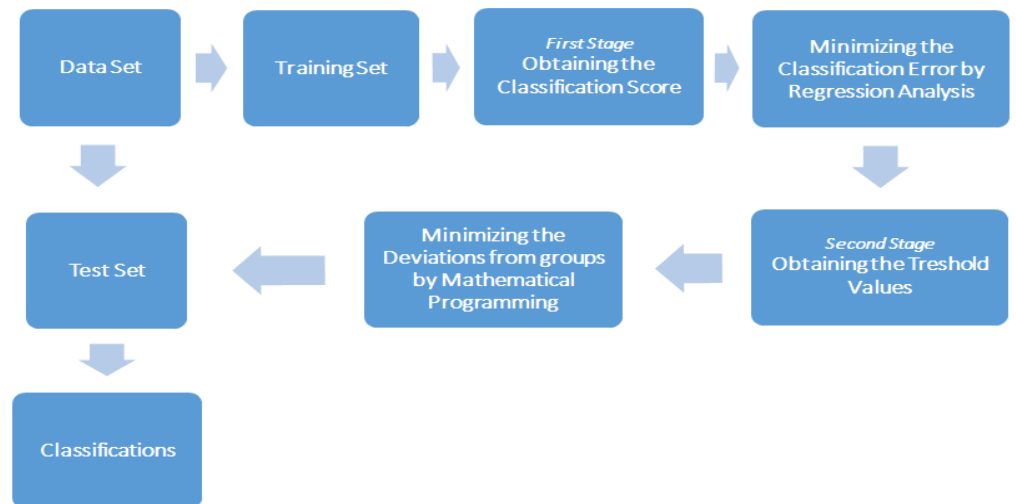 Data Set
Training Set
First Stage
Obtaining the
Classification Score
Minimizing the
Classification Error by
Regression Analysis
Test Set
Minimizing the
Deviations from groups
by Mathematical
Programming
Second Stage
Obtaining the Treshold
Values
Classifications